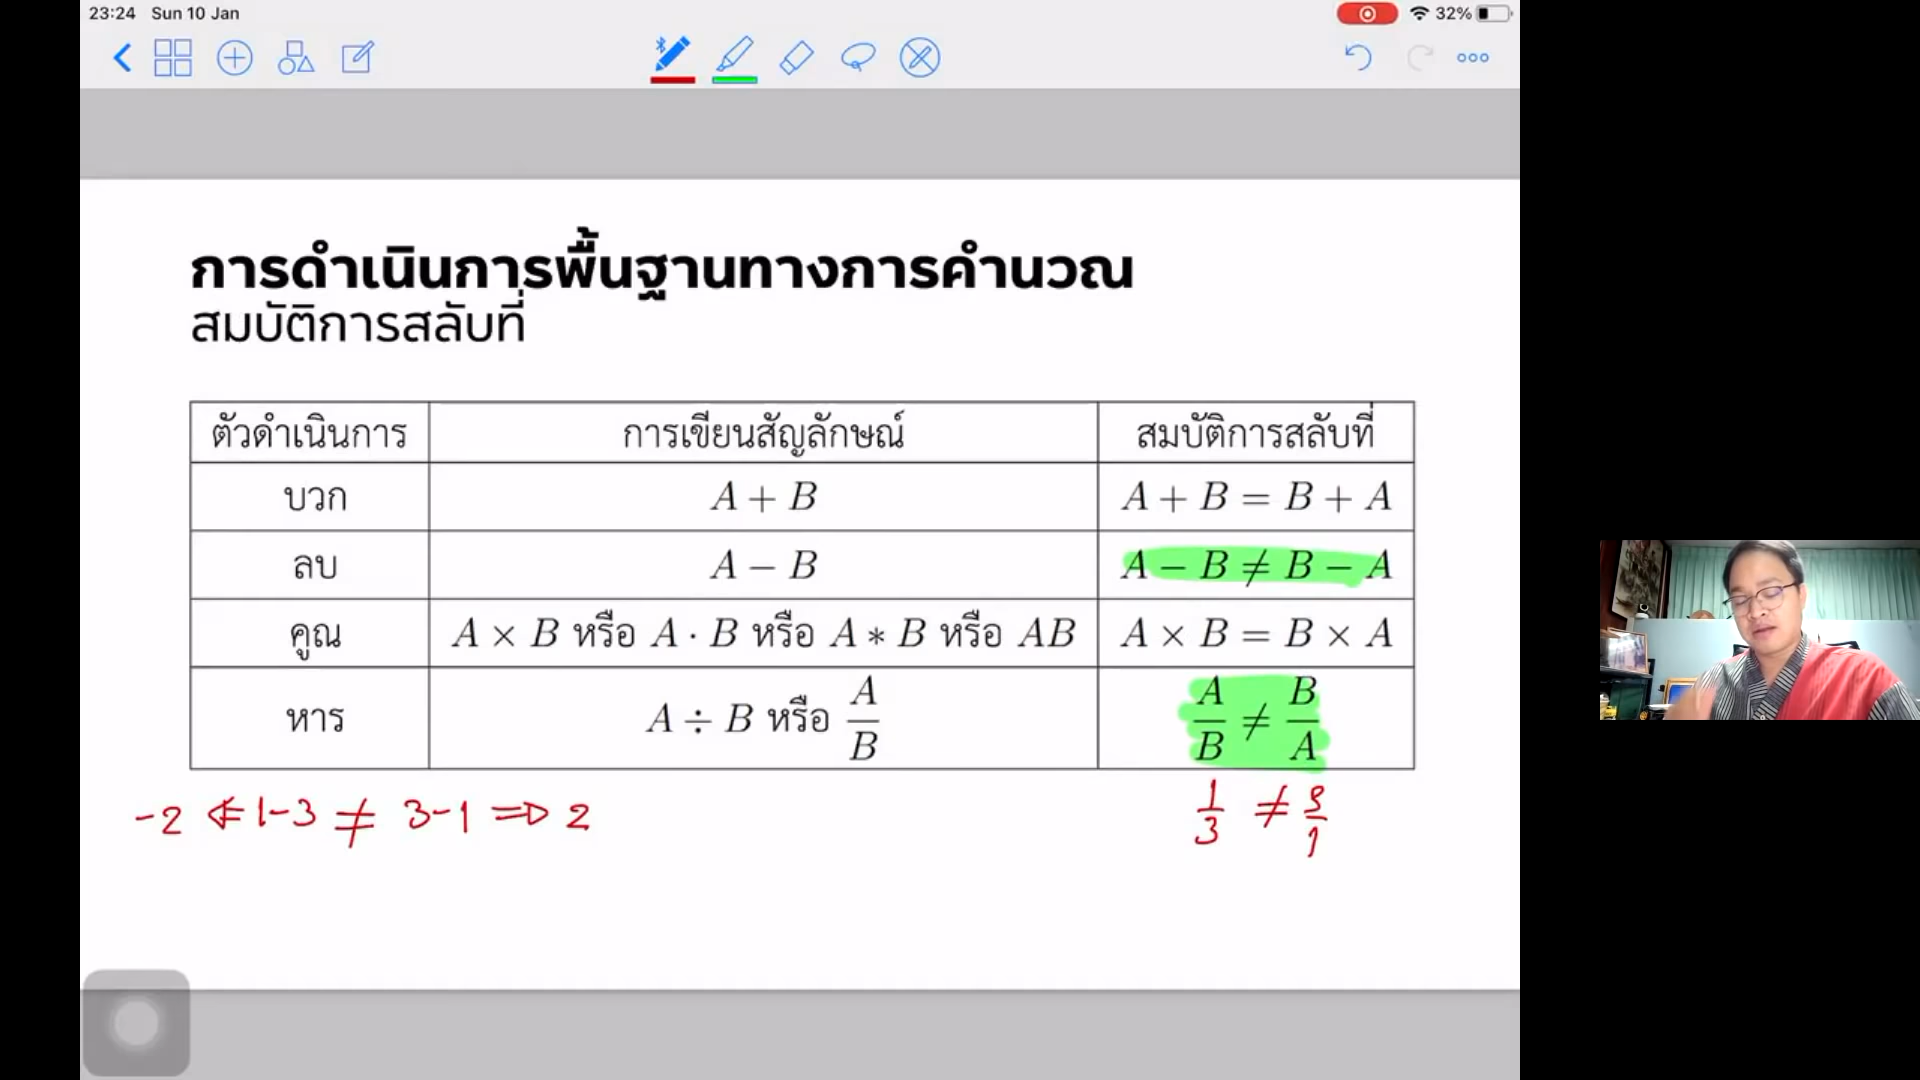 23:24 Sun 10 Jan 32%
การดำเนินการพื้นฐานทางการคำนวณ
สมบัติการสลับที่
ตัวดำเนินการ การเขียนสัญลักษณ์ สมบัติการสลับที่
บวก A + B A + B = B + A
ลบ A − B A − B ≠ B − A
คูณ A × B หรือ A · B หรือ A ∗ B หรือ AB A × B = B × A
หาร A ÷ B หรือ A/B A/B ≠ B/A
-2 ⇐ 1-3 ≠ 3-1 ⇒ 2 1/3 ≠ 3/1